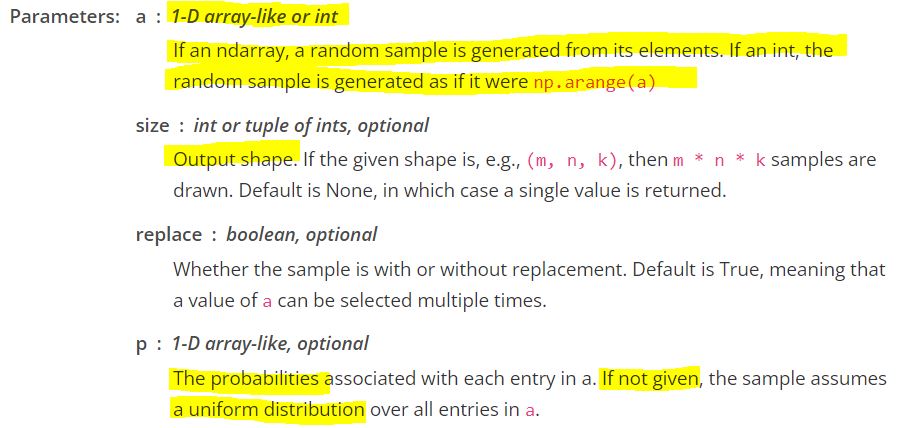 Parameters: a : 1-D array-like or int
If an ndarray, a random sample is generated from its elements. If an int, the
random sample is generated as if it were np.arange(a)
size : int or tuple of ints, optional
Output shape. If the given shape is, e.g., (m, n, k), then m * n * k samples are
drawn. Default is None, in which case a single value is returned.
replace : boolean, optional
Whether the sample is with or without replacement. Default is True, meaning that
a value of a can be selected multiple times.
p : 1-D array-like, optional
The probabilities associated with each entry in a. If not given, the sample assumes
a uniform distribution over all entries in a.